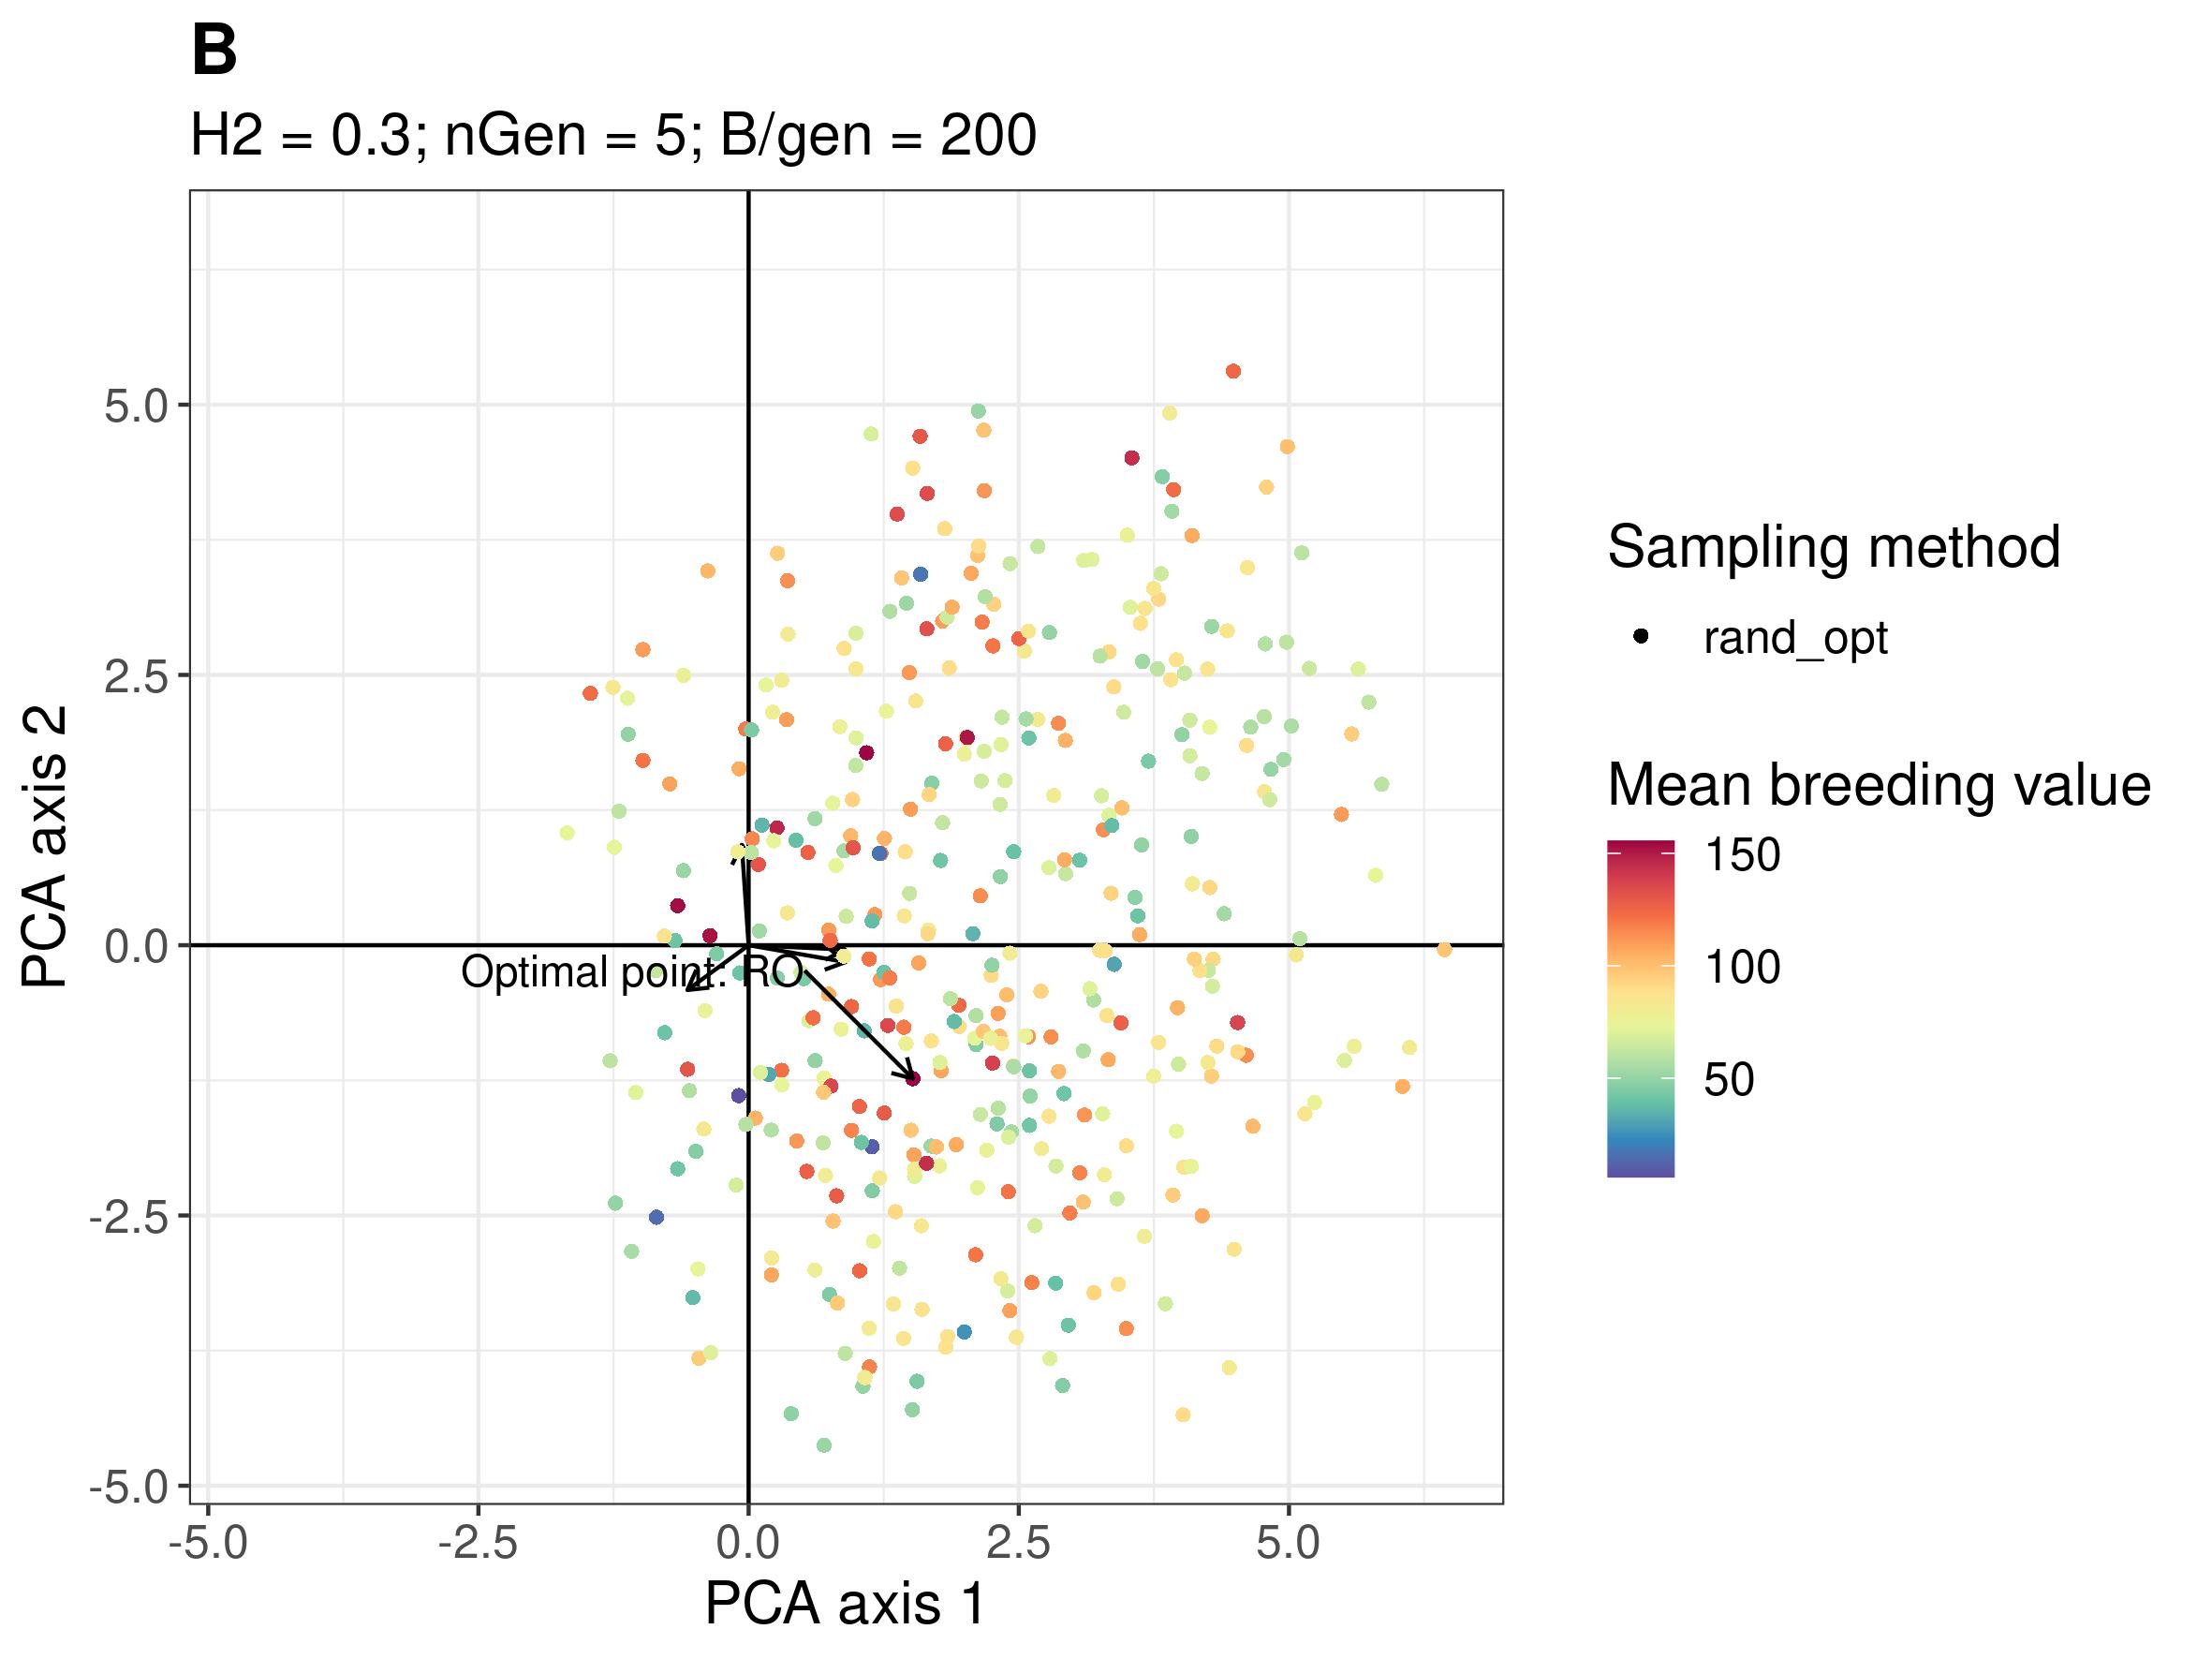 B
H2 = 0.3; nGen = 5; B/gen = 200
PCA axis 2
5.0
2.5
0.0
-2.5
-5.0
Optimal point: RO
-5.0
-2.5
0.0
2.5
5.0
PCA axis 1
Sampling method
rand_opt
Mean breeding value
150
100
50